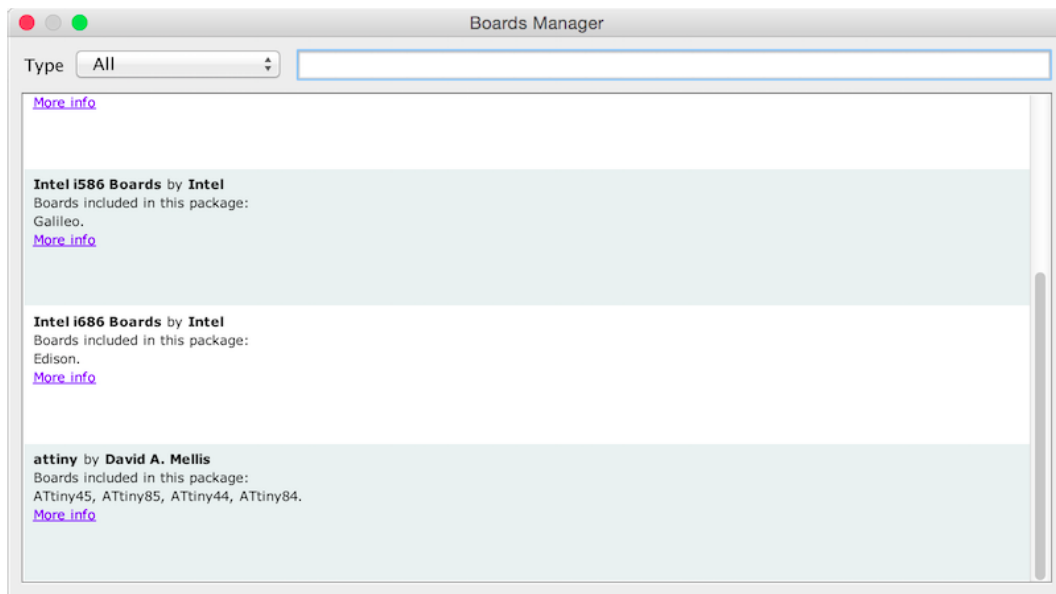 Boards Manager
Type All
More info
Intel i586 Boards by Intel
Boards included in this package:
Galileo.
More info
Intel i686 Boards by Intel
Boards included in this package:
Edison.
More info
attiny by David A. Mellis
Boards included in this package:
ATtiny45, ATtiny85, ATtiny44, ATtiny84.
More info